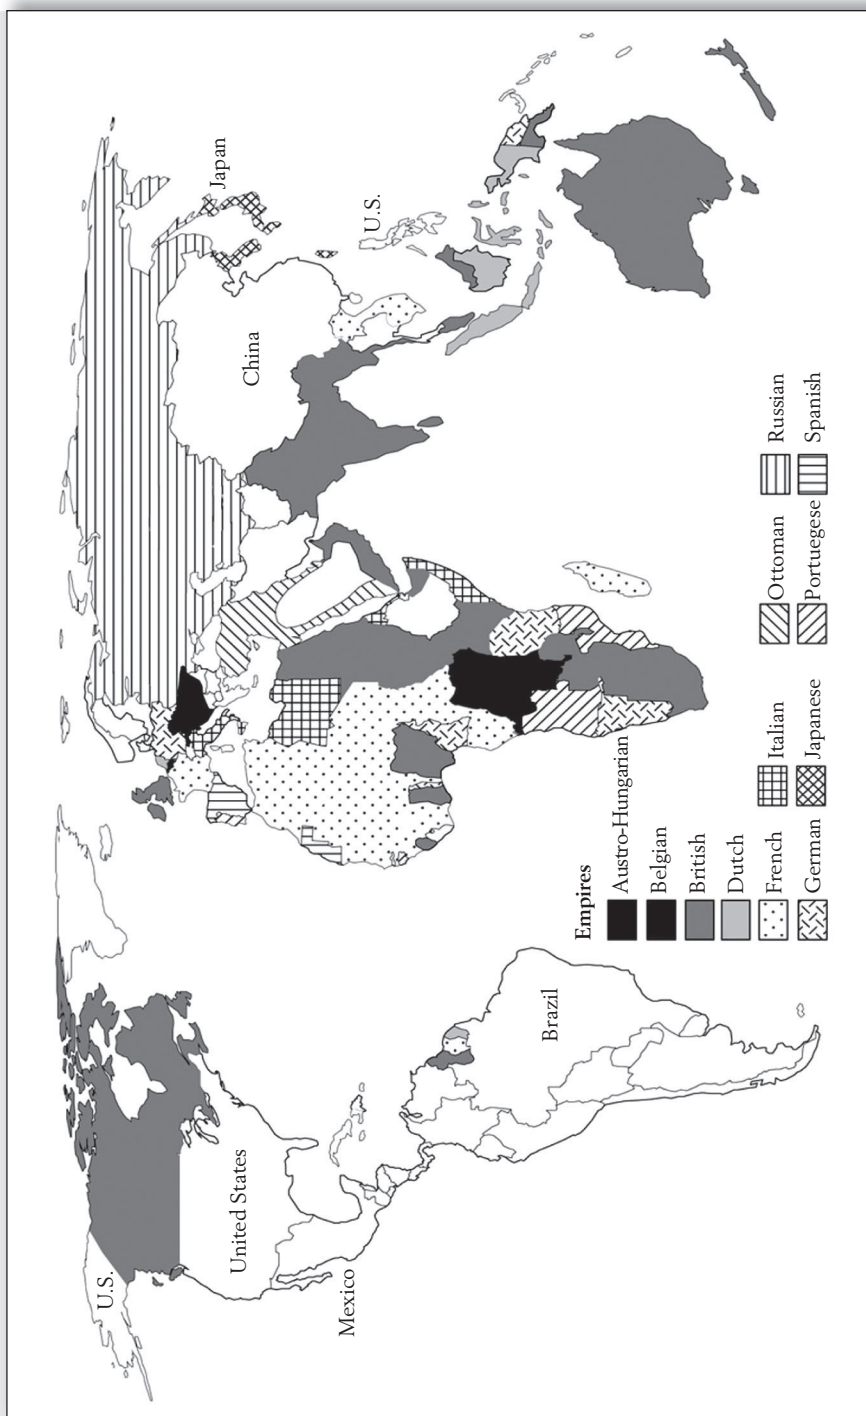 U.S.
United States
Mexico
Brazil
China
Japan
U.S.
Empires
Austro-Hungarian
Belgian
British
Dutch
French
German
Italian
Japanese
Ottoman
Portuegese
Russian
Spanish